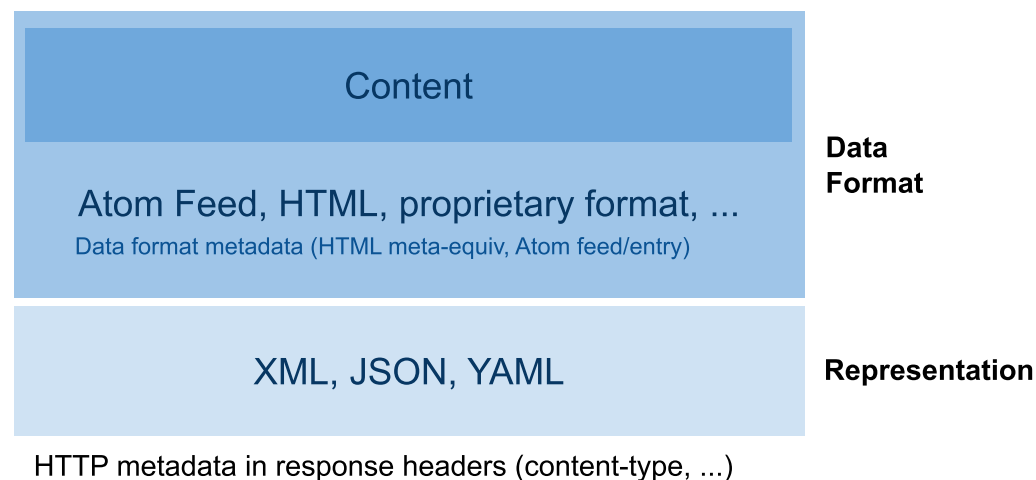 Content
Data
Format
Atom Feed, HTML, proprietary format, ...
Data format metadata (HTML meta-equiv, Atom feed/entry)
XML, JSON, YAML
Representation
HTTP metadata in response headers (content-type, ...)